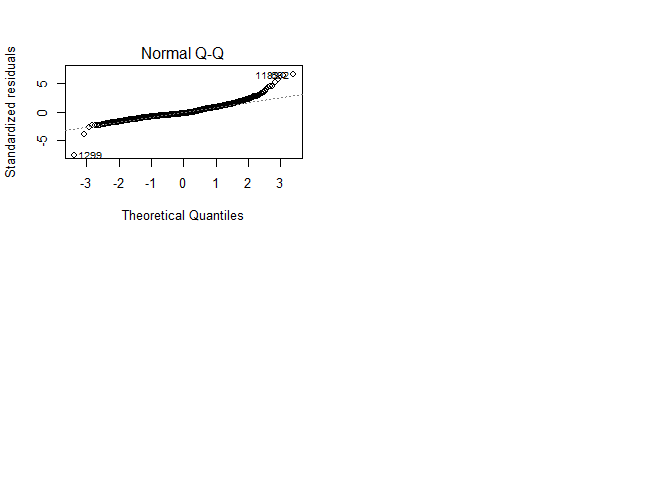 Normal Q-Q
Standardized residuals
5
0
-5
1299
-3 -2 -1 0 1 2 3
Theoretical Quantiles